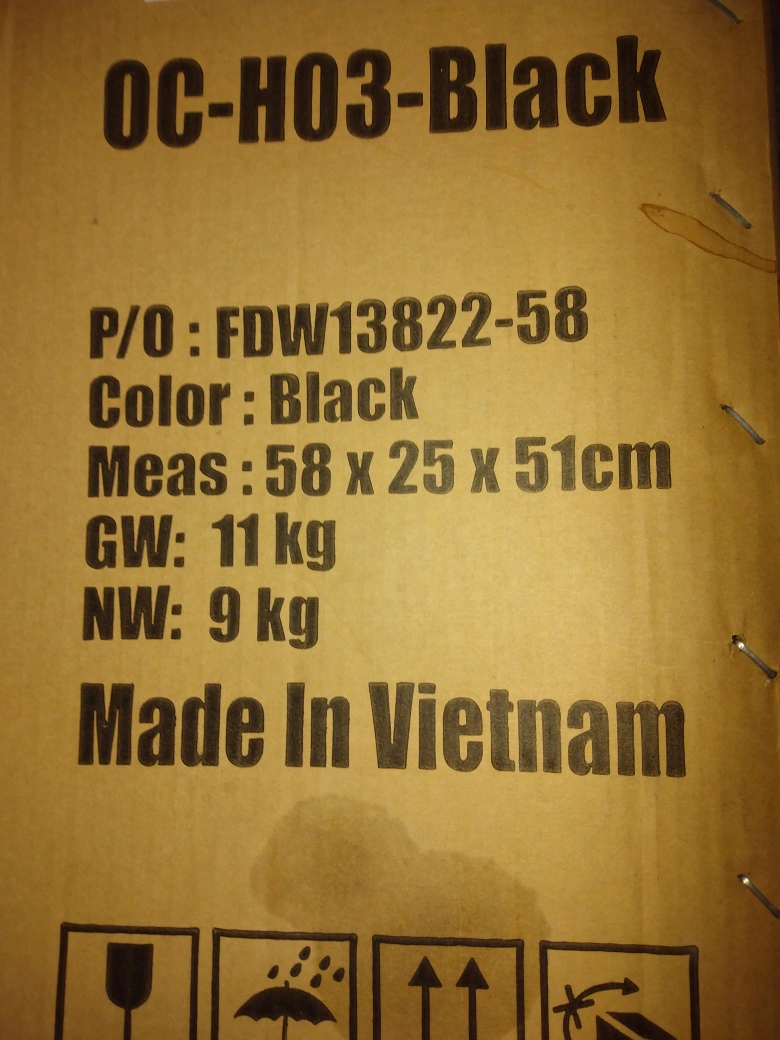 OC-H03-Black
P/O : FDW13822-58
Color : Black
Meas : 58 x 25 x 51cm
GW: 11 kg
NW: 9 kg
Made In Vietnam